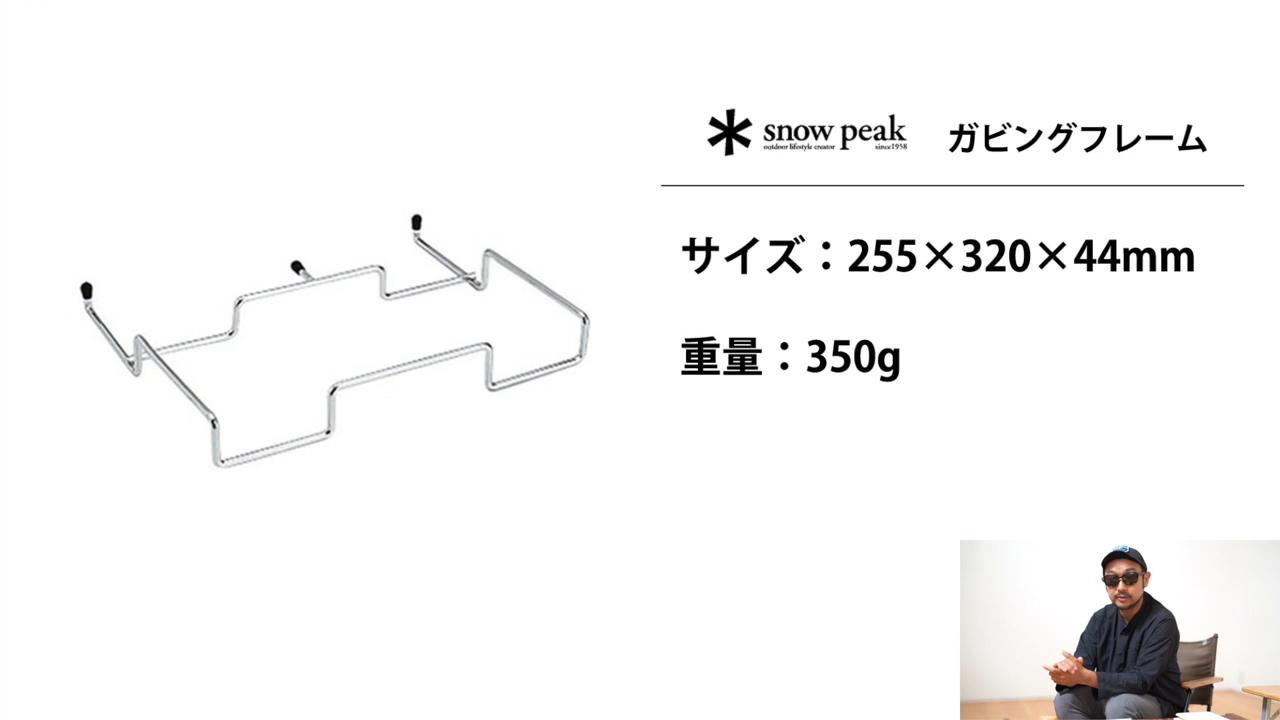 snow peak
outdoor lifestyle creator since1958
ガビングフレーム
サイズ：255×320×44mm
重量：350g